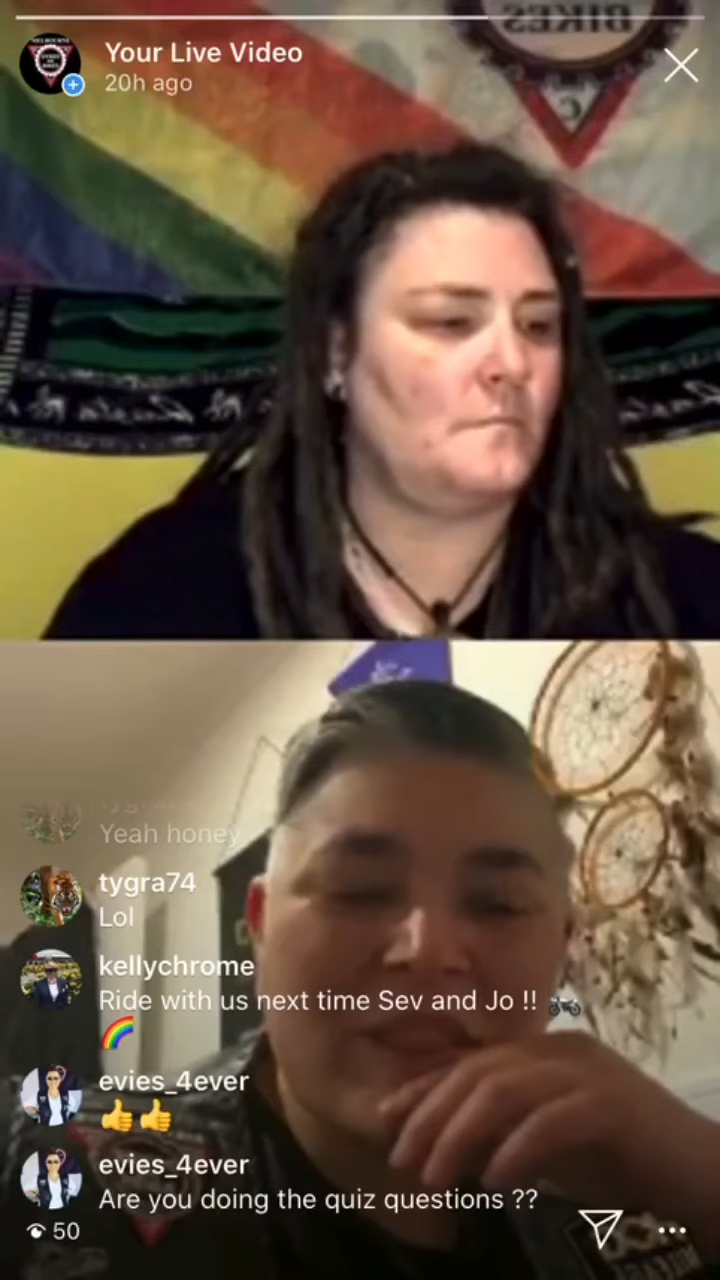 BIKES
Your Live Video
20h ago
Yeah honey
tygra74
Lol
kellychrome
Ride with us next time Sev and Jo !! 🏍️
🌈
evies_4ever
👍👍
evies_4ever
Are you doing the quiz questions ??
50